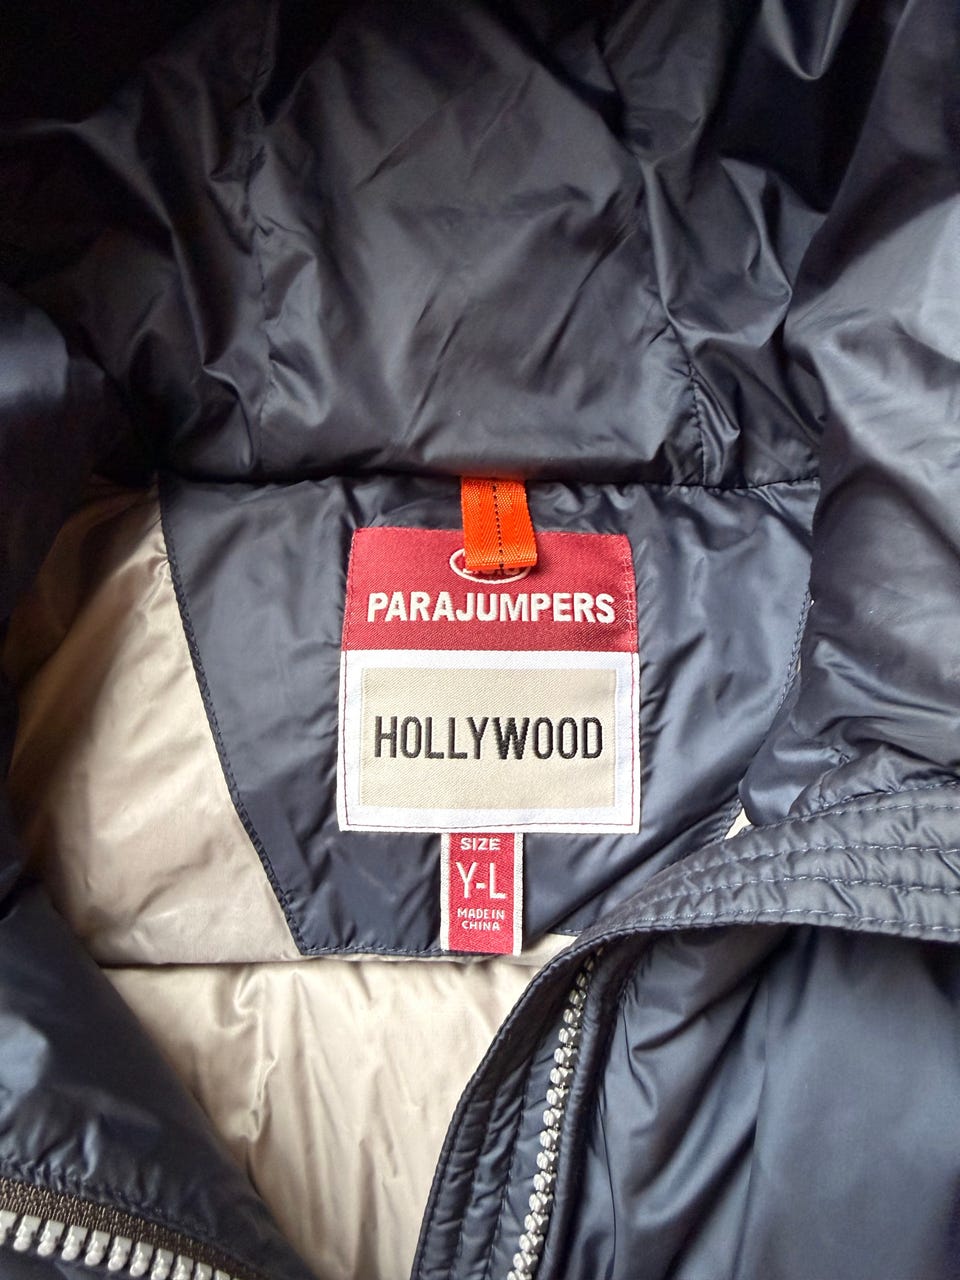 PARAJUMPERS
HOLLYWOOD
SIZE
Y-L
MADE IN
CHINA